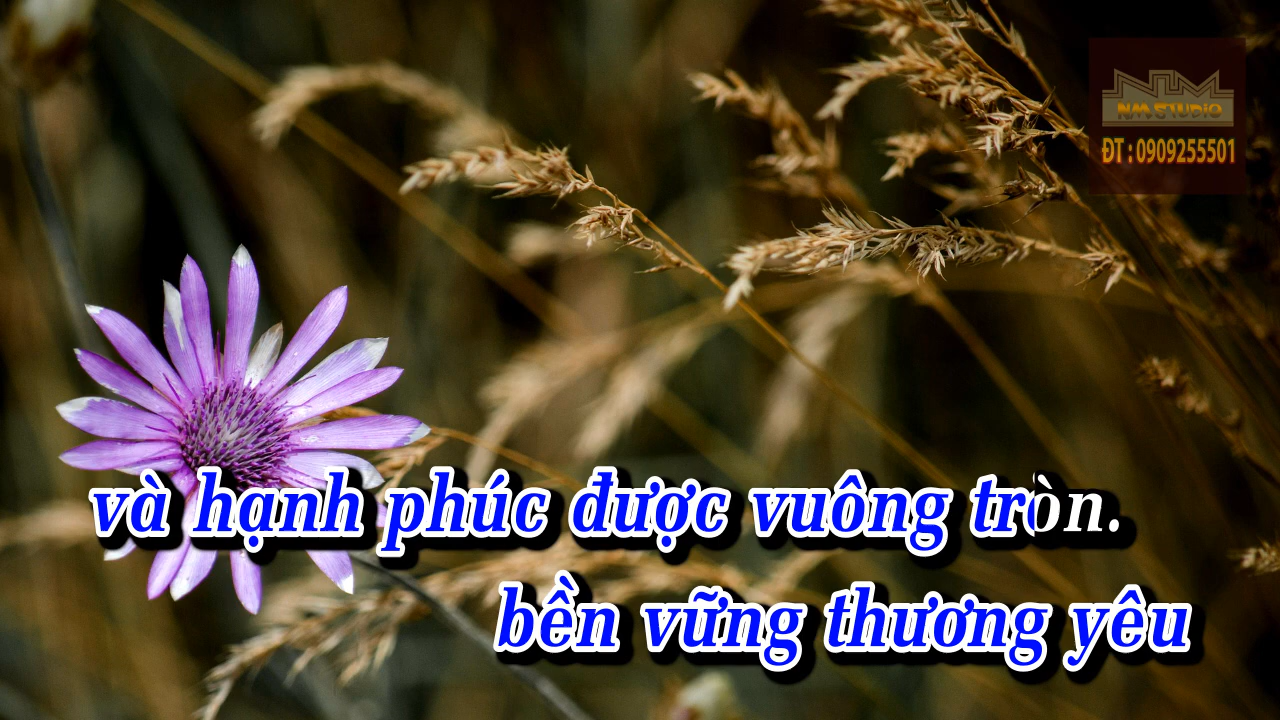 NM STUDIO
ĐT : 0909255501
và hạnh phúc được vuông tròn.
bền vững thương yêu